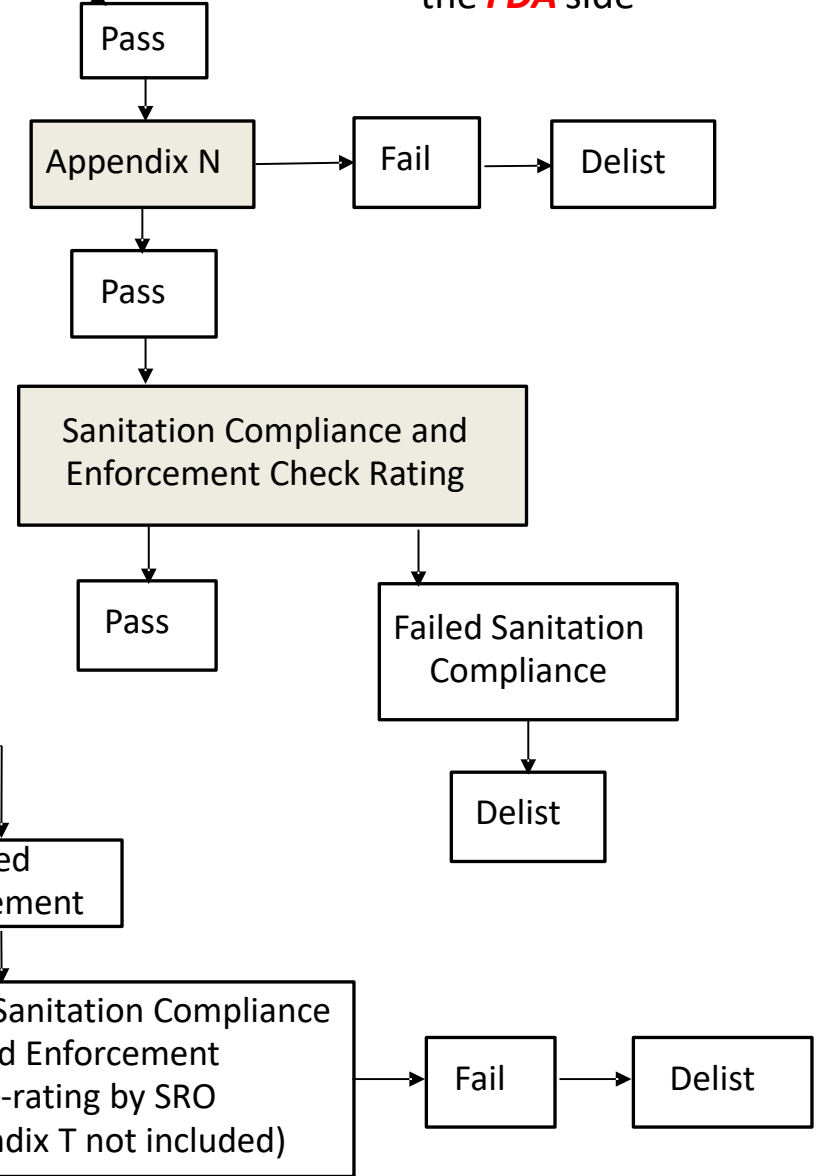 the FDA side
Pass
Appendix N
Fail
Delist
Pass
Sanitation Compliance and
Enforcement Check Rating
Pass
Failed Sanitation
Compliance
Delist
ed
ement
Sanitation Compliance
d Enforcement
-rating by SRO
ndix T not included)
Fail
Delist